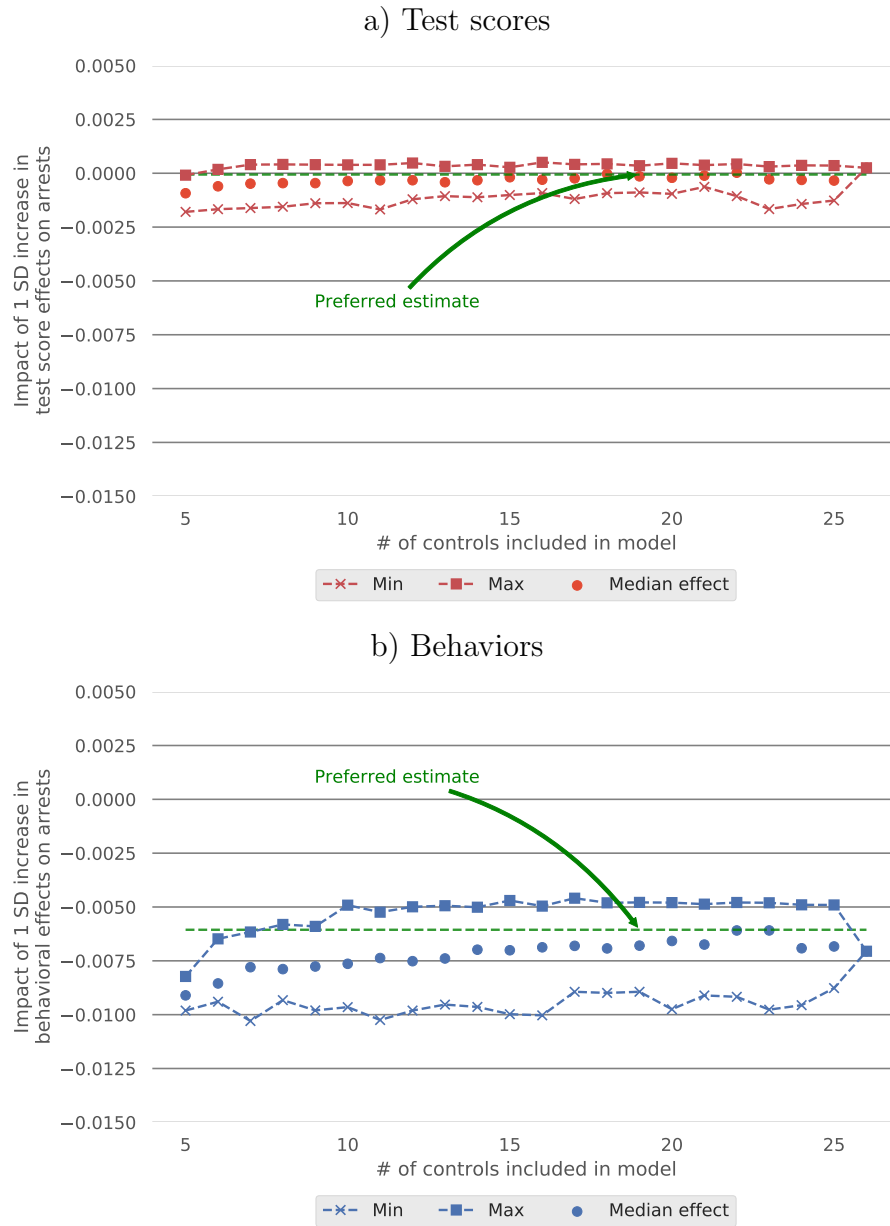 a) Test scores
Impact of 1 SD increase in
test score effects on arrests
0.0050
0.0025
0.0000
−0.0025
−0.0050
−0.0075
−0.0100
−0.0125
−0.0150
Preferred estimate
5
10
15
20
25
# of controls included in model
Min
Max
Median effect
b) Behaviors
Impact of 1 SD increase in
behavioral effects on arrests
0.0050
0.0025
0.0000
−0.0025
−0.0050
−0.0075
−0.0100
−0.0125
−0.0150
Preferred estimate
5
10
15
20
25
# of controls included in model
Min
Max
Median effect